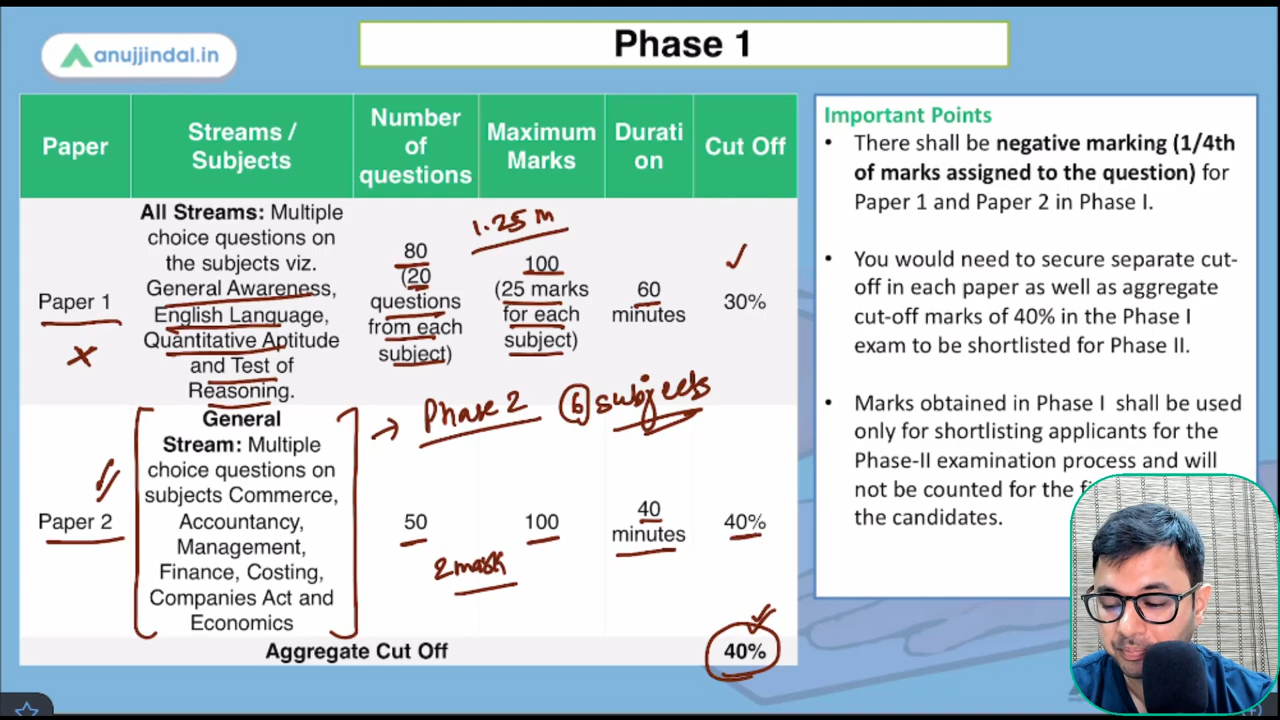 anujjindal.in
Phase 1
Paper
Streams /
Subjects
Number
of
questions
Maximum
Marks
Durati
on
Cut Off
Paper 1
All Streams: Multiple
choice questions on
the subjects viz.
General Awareness,
English Language,
Quantitative Aptitude
and Test of
Reasoning.
80
(20
questions
from each
subject)
1.25 m
100
(25 marks
for each
subject)
60
minutes
30%
Phase 2 6 subjects
Paper 2
General
Stream: Multiple
choice questions on
subjects Commerce,
Accountancy,
Management,
Finance, Costing,
Companies Act and
Economics
50
2 mark
100
40
minutes
40%
Aggregate Cut Off
40%
Important Points
• There shall be negative marking (1/4th
of marks assigned to the question) for
Paper 1 and Paper 2 in Phase I.
• You would need to secure separate cut-
off in each paper as well as aggregate
cut-off marks of 40% in the Phase I
exam to be shortlisted for Phase II.
• Marks obtained in Phase I shall be used
only for shortlisting applicants for the
Phase-II examination process and will
not be counted for the
the candidates.